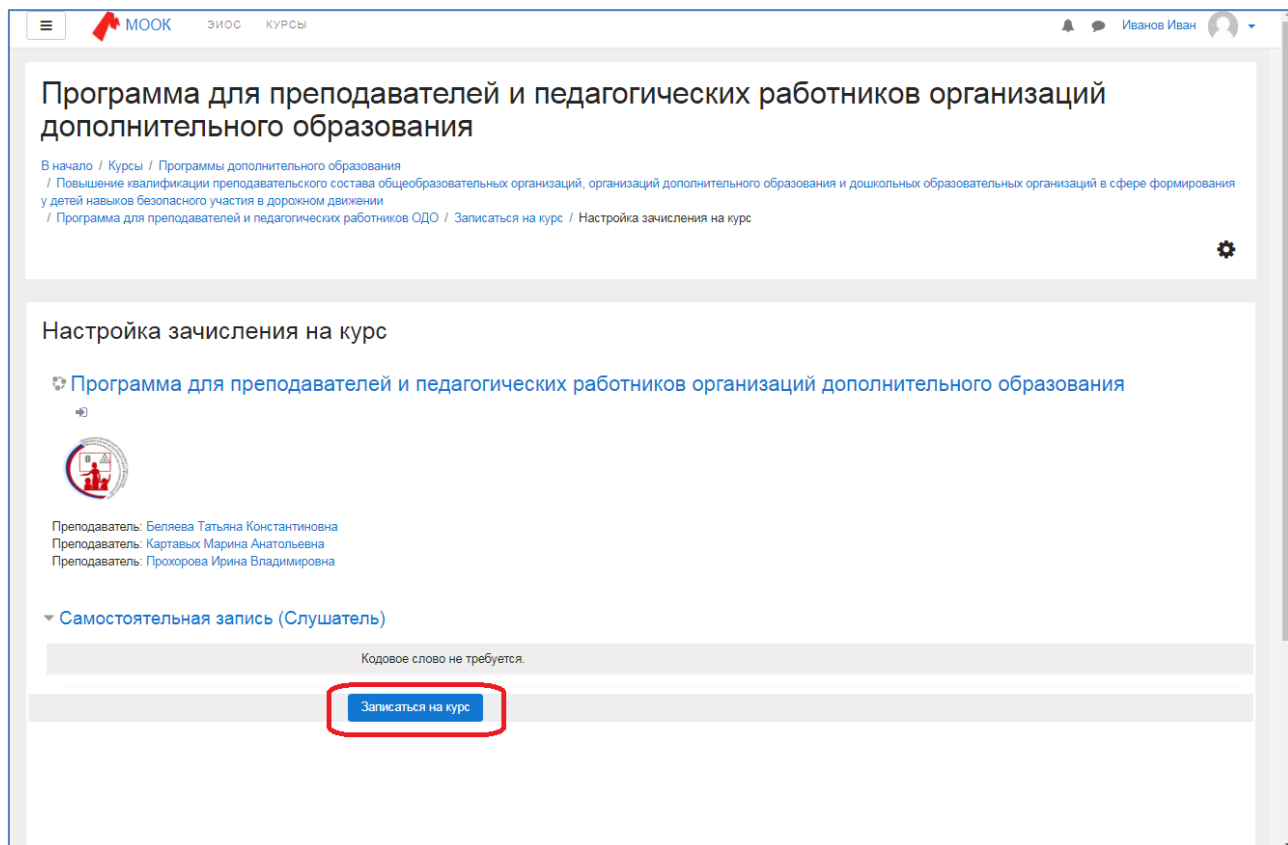 МООК ЭИОС КУРСЫ Иванов Иван
Программа для преподавателей и педагогических работников организаций
дополнительного образования
В начало / Курсы / Программы дополнительного образования
/ Повышение квалификации преподавательского состава общеобразовательных организаций, организаций дополнительного образования и дошкольных образовательных организаций в сфере формирования
у детей навыков безопасного участия в дорожном движении
/ Программа для преподавателей и педагогических работников ОДО / Записаться на курс / Настройка зачисления на курс
Настройка зачисления на курс
Программа для преподавателей и педагогических работников организаций дополнительного образования
Преподаватель: Беляева Татьяна Константиновна
Преподаватель: Картавых Марина Анатольевна
Преподаватель: Прохорова Ирина Владимировна
Самостоятельная запись (Слушатель)
Кодовое слово не требуется.
Записаться на курс